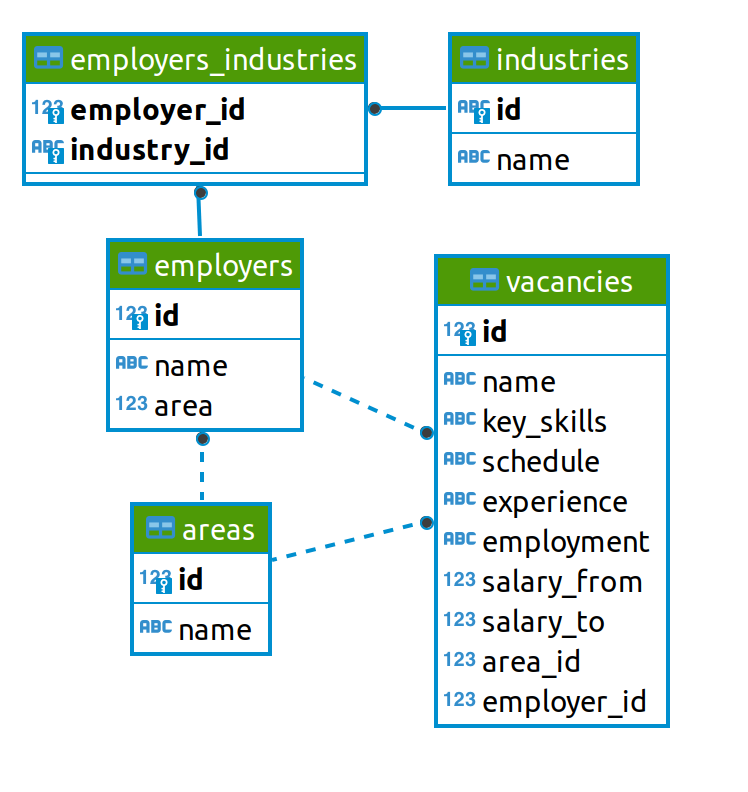 employers_industries
123 employer_id
ABC industry_id
industries
ABC id
ABC name
employers
123 id
ABC name
123 area
vacancies
123 id
ABC name
ABC key_skills
ABC schedule
ABC experience
ABC employment
123 salary_from
123 salary_to
123 area_id
123 employer_id
areas
123 id
ABC name